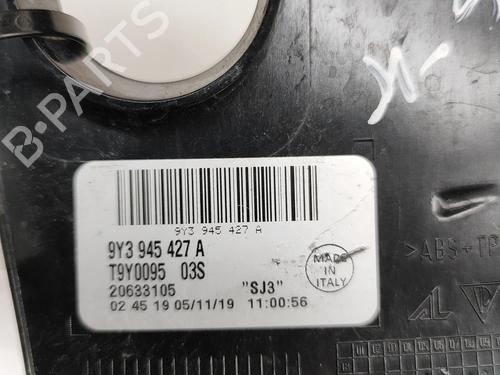 B-PARTS
9Y3 945 427 A
9Y3 945 427 A
T9Y0095 03S
20633105 "SJ3"
02 45 19 05/11/19 11:00:56
MADE
IN
ITALY
>ABS+TP
AL